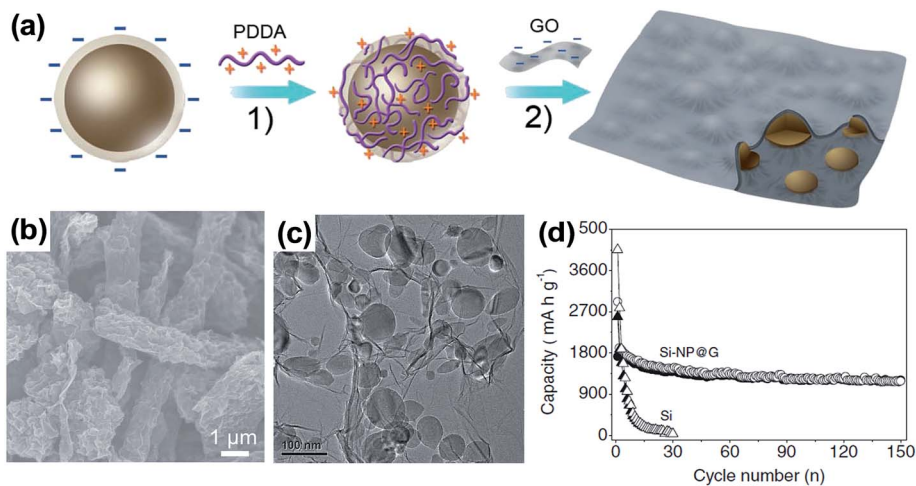 (a)
PDDA
1)
GO
2)
(b)
1 μm
(c)
100 nm
(d)
Capacity ( mA h g⁻¹)
500
3600
2700
1800
900
0
Si-NP@G
Si
0
30
60
90
120
150
Cycle number (n)